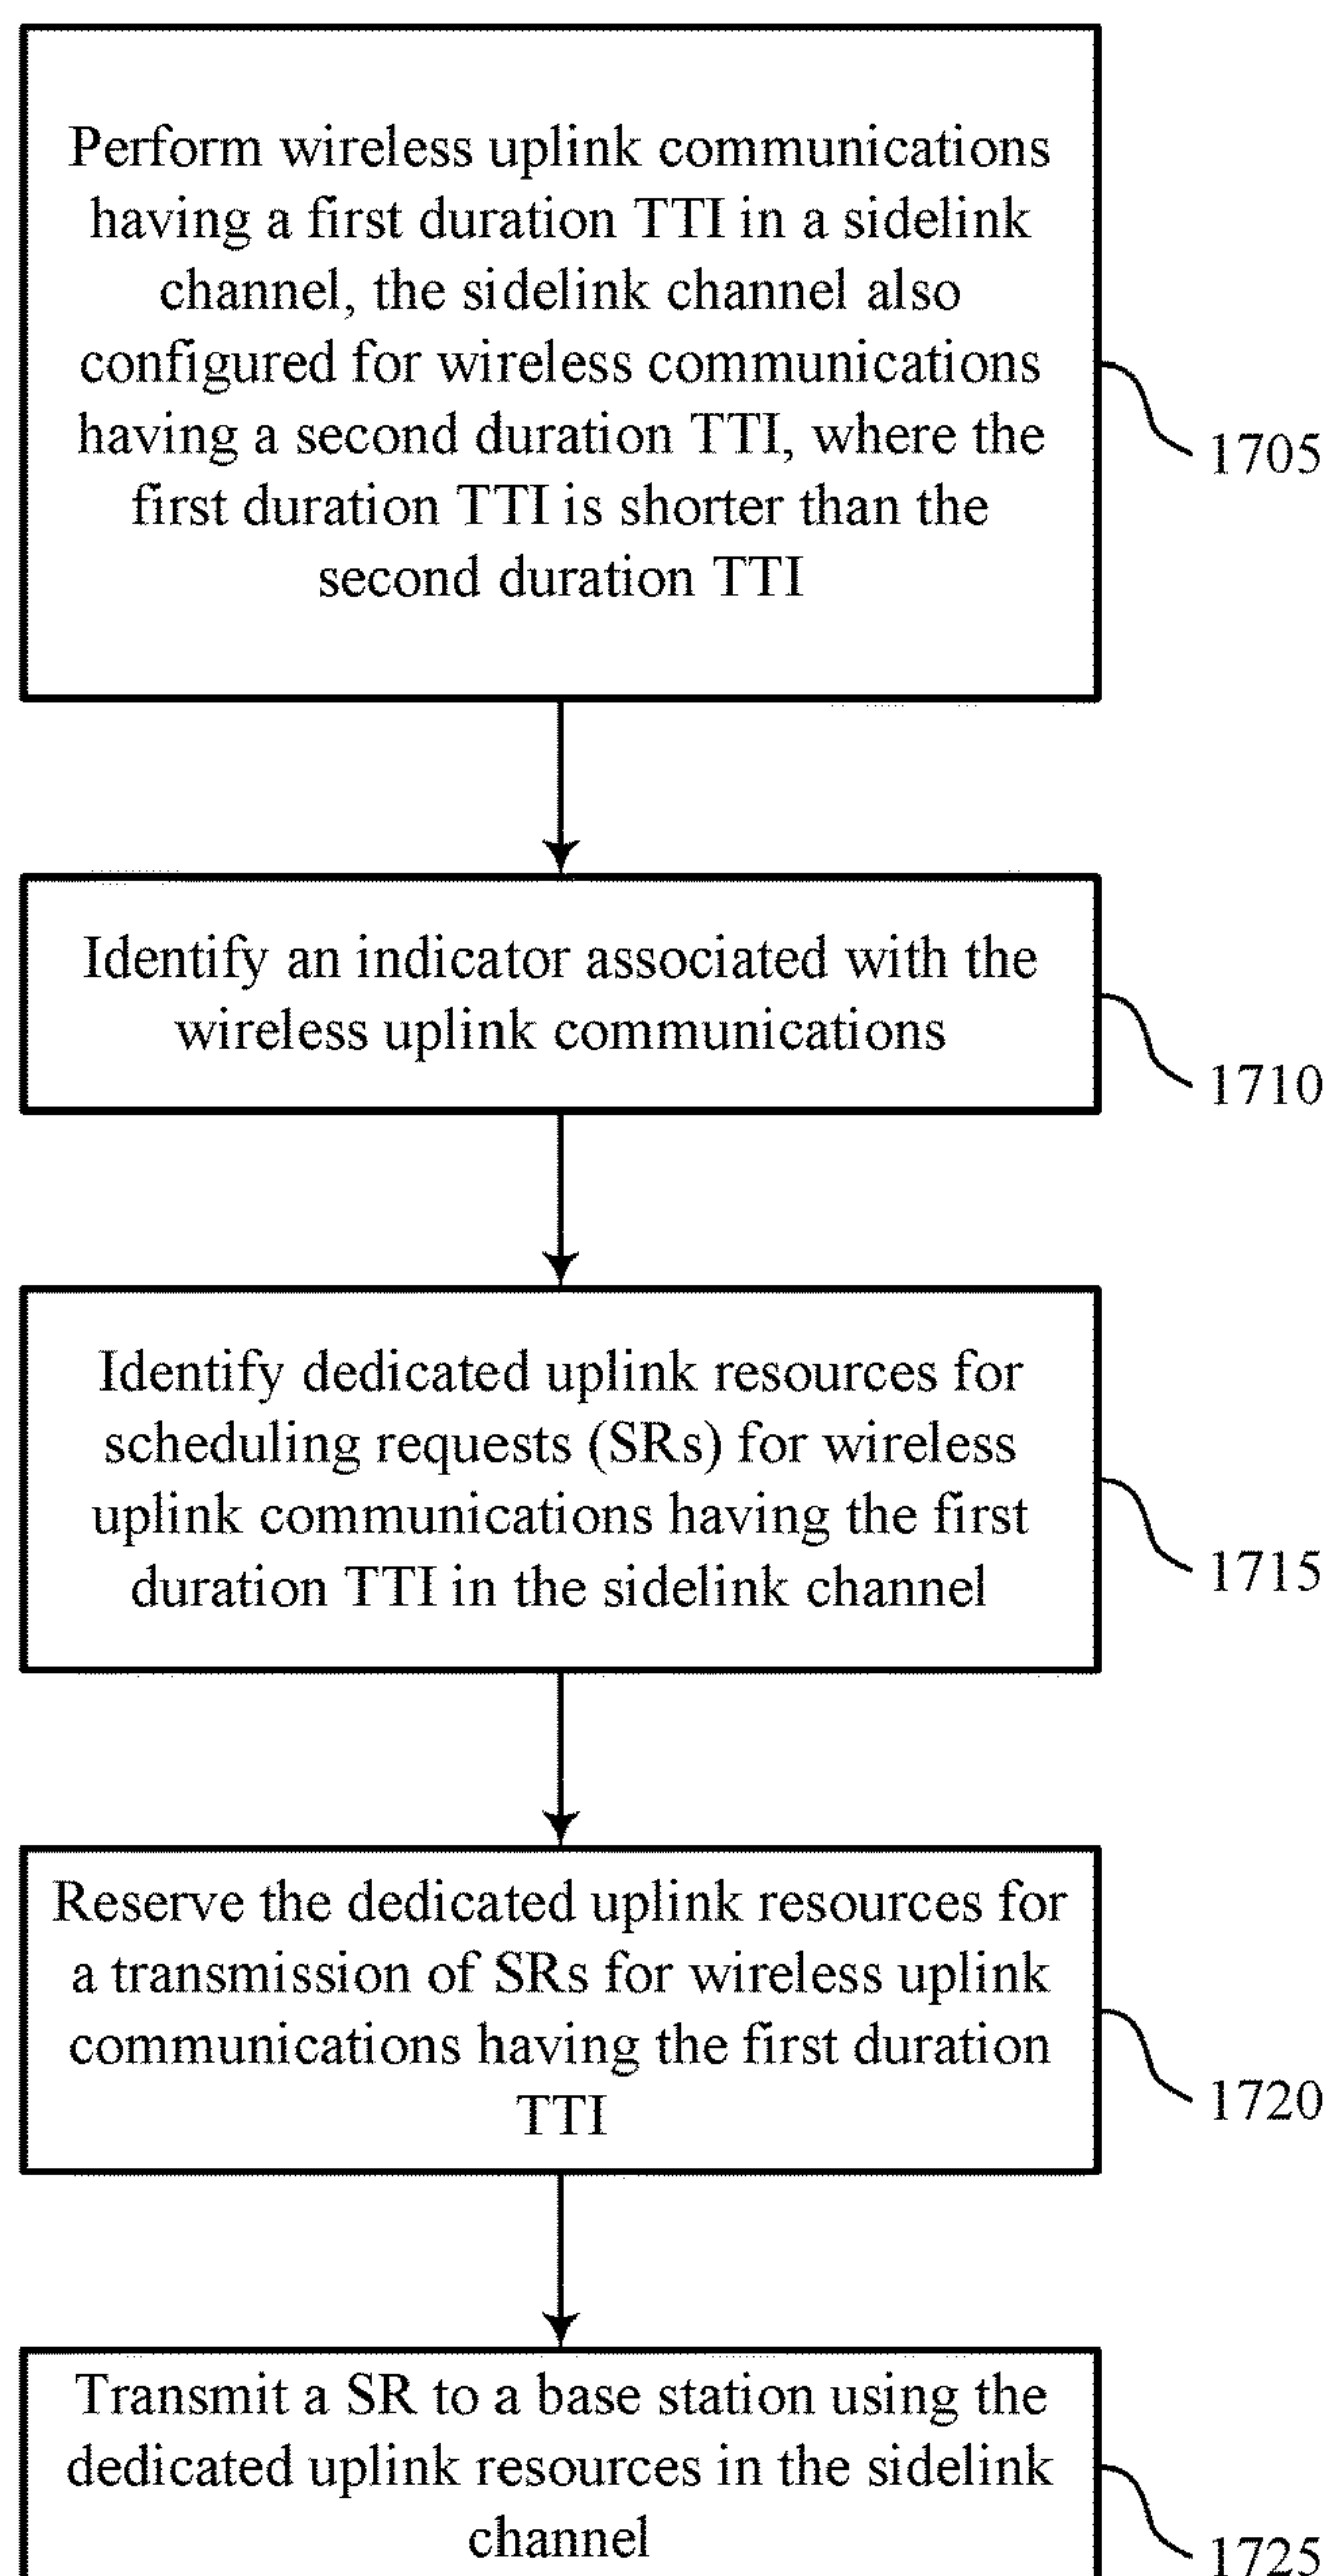 Perform wireless uplink communications
having a first duration TTI in a sidelink
channel, the sidelink channel also
configured for wireless communications
having a second duration TTI, where the
first duration TTI is shorter than the
second duration TTI
1705
Identify an indicator associated with the
wireless uplink communications
1710
Identify dedicated uplink resources for
scheduling requests (SRs) for wireless
uplink communications having the first
duration TTI in the sidelink channel
1715
Reserve the dedicated uplink resources for
a transmission of SRs for wireless uplink
communications having the first duration
TTI
1720
Transmit a SR to a base station using the
dedicated uplink resources in the sidelink
channel
1725